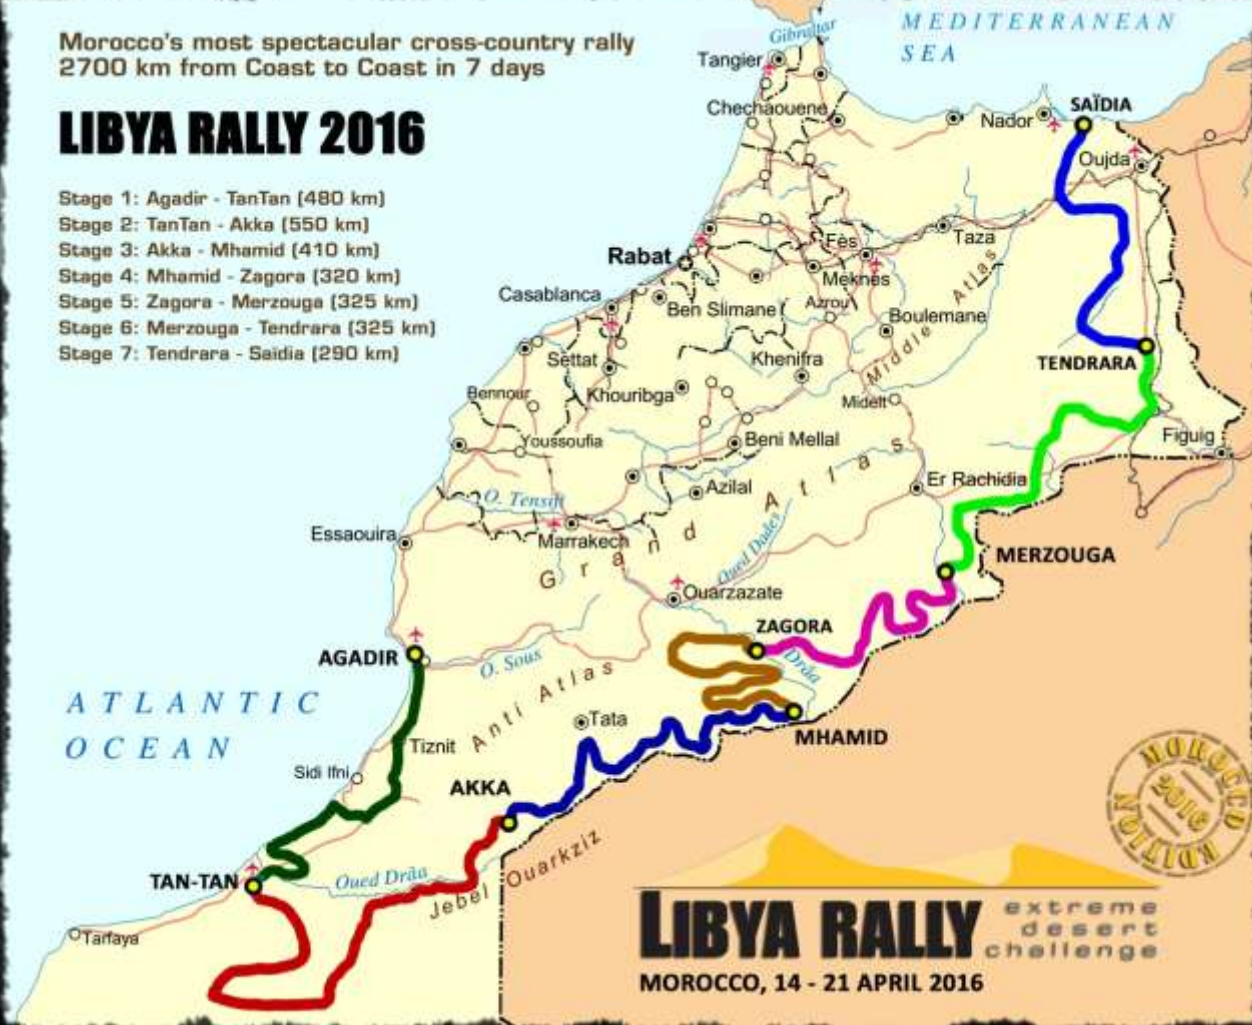 Morocco's most spectacular cross-country rally
2700 km from Coast to Coast in 7 days
LIBYA RALLY 2016
Stage 1: Agadir - TanTan (480 km)
Stage 2: TanTan - Akka (550 km)
Stage 3: Akka - Mhamid (410 km)
Stage 4: Mhamid - Zagora (320 km)
Stage 5: Zagora - Merzouga (325 km)
Stage 6: Merzouga - Tendrara (325 km)
Stage 7: Tendrara - Saïdia (290 km)
MEDITERRANEAN
SEA
Gibraltar
Tangier
Chechaouene
Nador
SAÏDIA
Oujda
Rabat
Fès
Taza
Meknes
Casablanca
Ben Slimane
Azrou
Boulemane
Middle Atlas
Settat
Khenifra
TENDRARA
Bennour
Khouribga
Midelt
Youssoufia
Beni Mellal
Figuig
O. Tensift
Azilal
Er Rachidia
Essaouira
Marrakech
Grand Atlas
Oued Dadès
MERZOUGA
Ouarzazate
ZAGORA
AGADIR
O. Sous
Drâa
Anti Atlas
ATLANTIC
OCEAN
Tata
MHAMID
Tiznit
Sidi Ifni
AKKA
Jebel Ouarkziz
TAN-TAN
Oued Drâa
Tarfaya
MOROCCO
2016
EDITION
LIBYA RALLY
extreme
desert
challenge
MOROCCO, 14 - 21 APRIL 2016